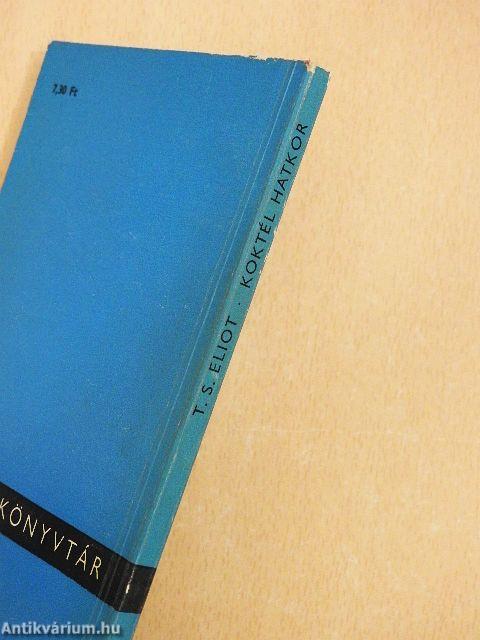 7,30 Ft
T. S. ELIOT · KOKTÉL HATKOR
KÖNYVTÁR
Antikvárium.hu